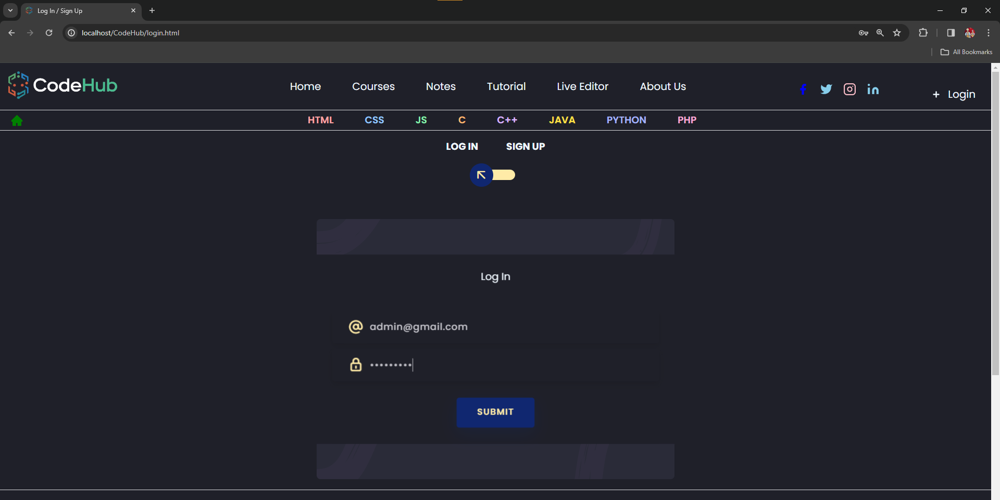 Log In / Sign Up
localhost/CodeHub/login.html
All Bookmarks
CodeHub Home Courses Notes Tutorial Live Editor About Us + Login
HTML CSS JS C C++ JAVA PYTHON PHP
LOG IN SIGN UP
Log In
admin@gmail.com
•••••••••
SUBMIT